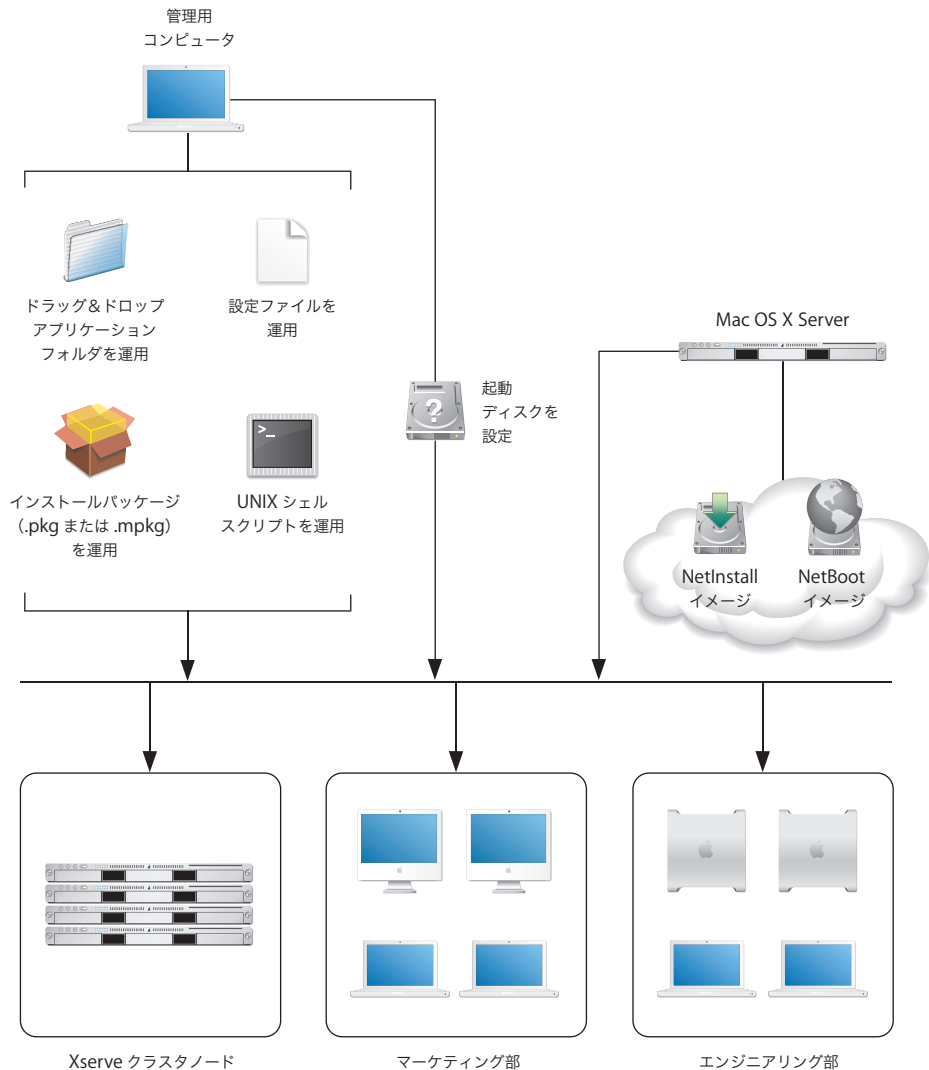 管理用
コンピュータ
ドラッグ＆ドロップ
アプリケーション
フォルダを運用
設定ファイルを
運用
Mac OS X Server
起動
ディスクを
設定
?
>_
インストールパッケージ
（.pkg または .mpkg）
を運用
UNIX シェル
スクリプトを運用
NetInstall
イメージ
NetBoot
イメージ
Xserve クラスタノード
マーケティング部
エンジニアリング部